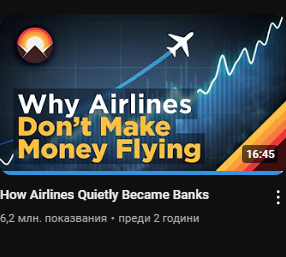 Why Airlines
Don't Make
Money Flying
16:45
How Airlines Quietly Became Banks
6,2 млн. показвания • преди 2 години